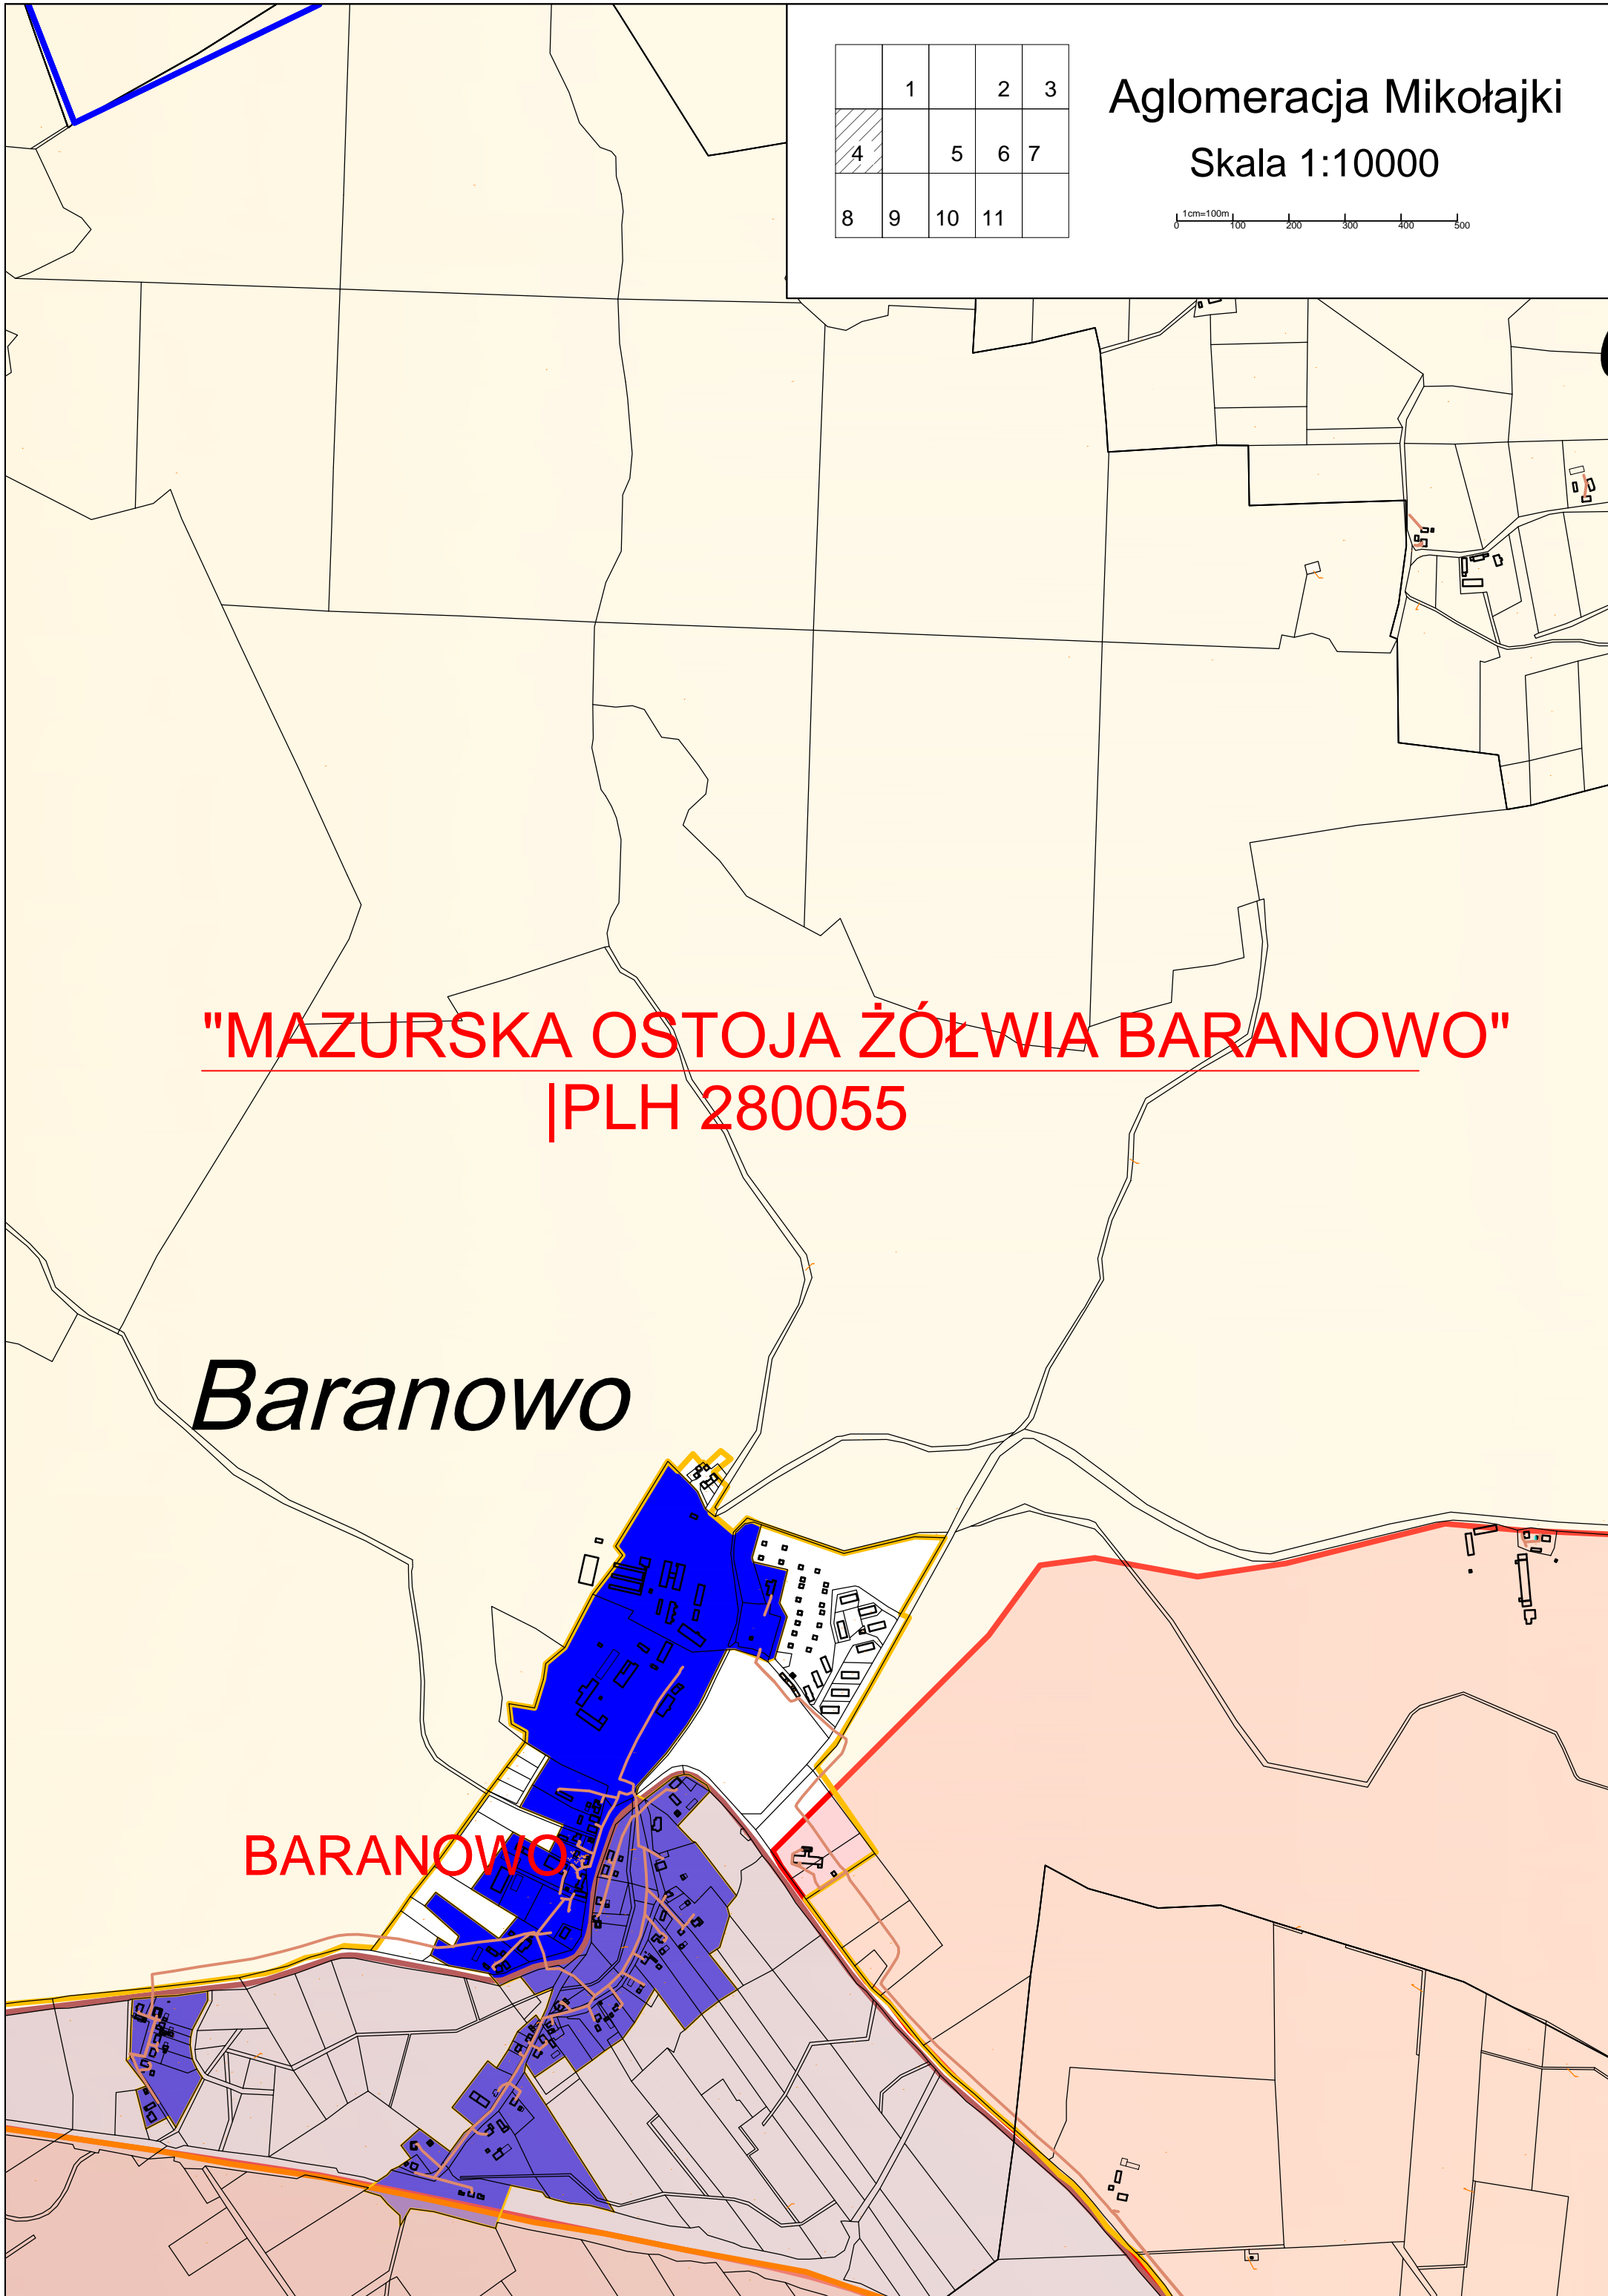 1 2 3
4 5 6 7
8 9 10 11
Aglomeracja Mikołajki
Skala 1:10000
1cm=100m
0 100 200 300 400 500
"MAZURSKA OSTOJA ŻÓŁWIA BARANOWO"
|PLH 280055
Baranowo
BARANOWO